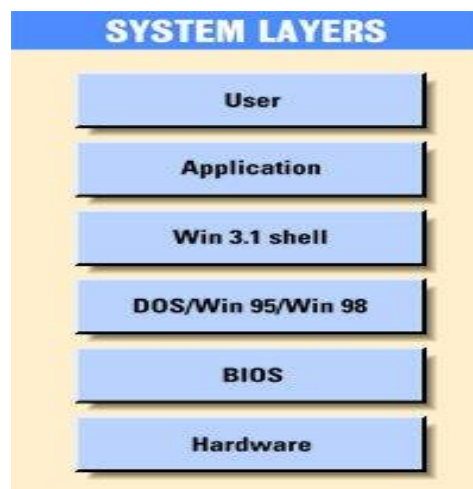 SYSTEM LAYERS
User
Application
Win 3.1 shell
DOS/Win 95/Win 98
BIOS
Hardware